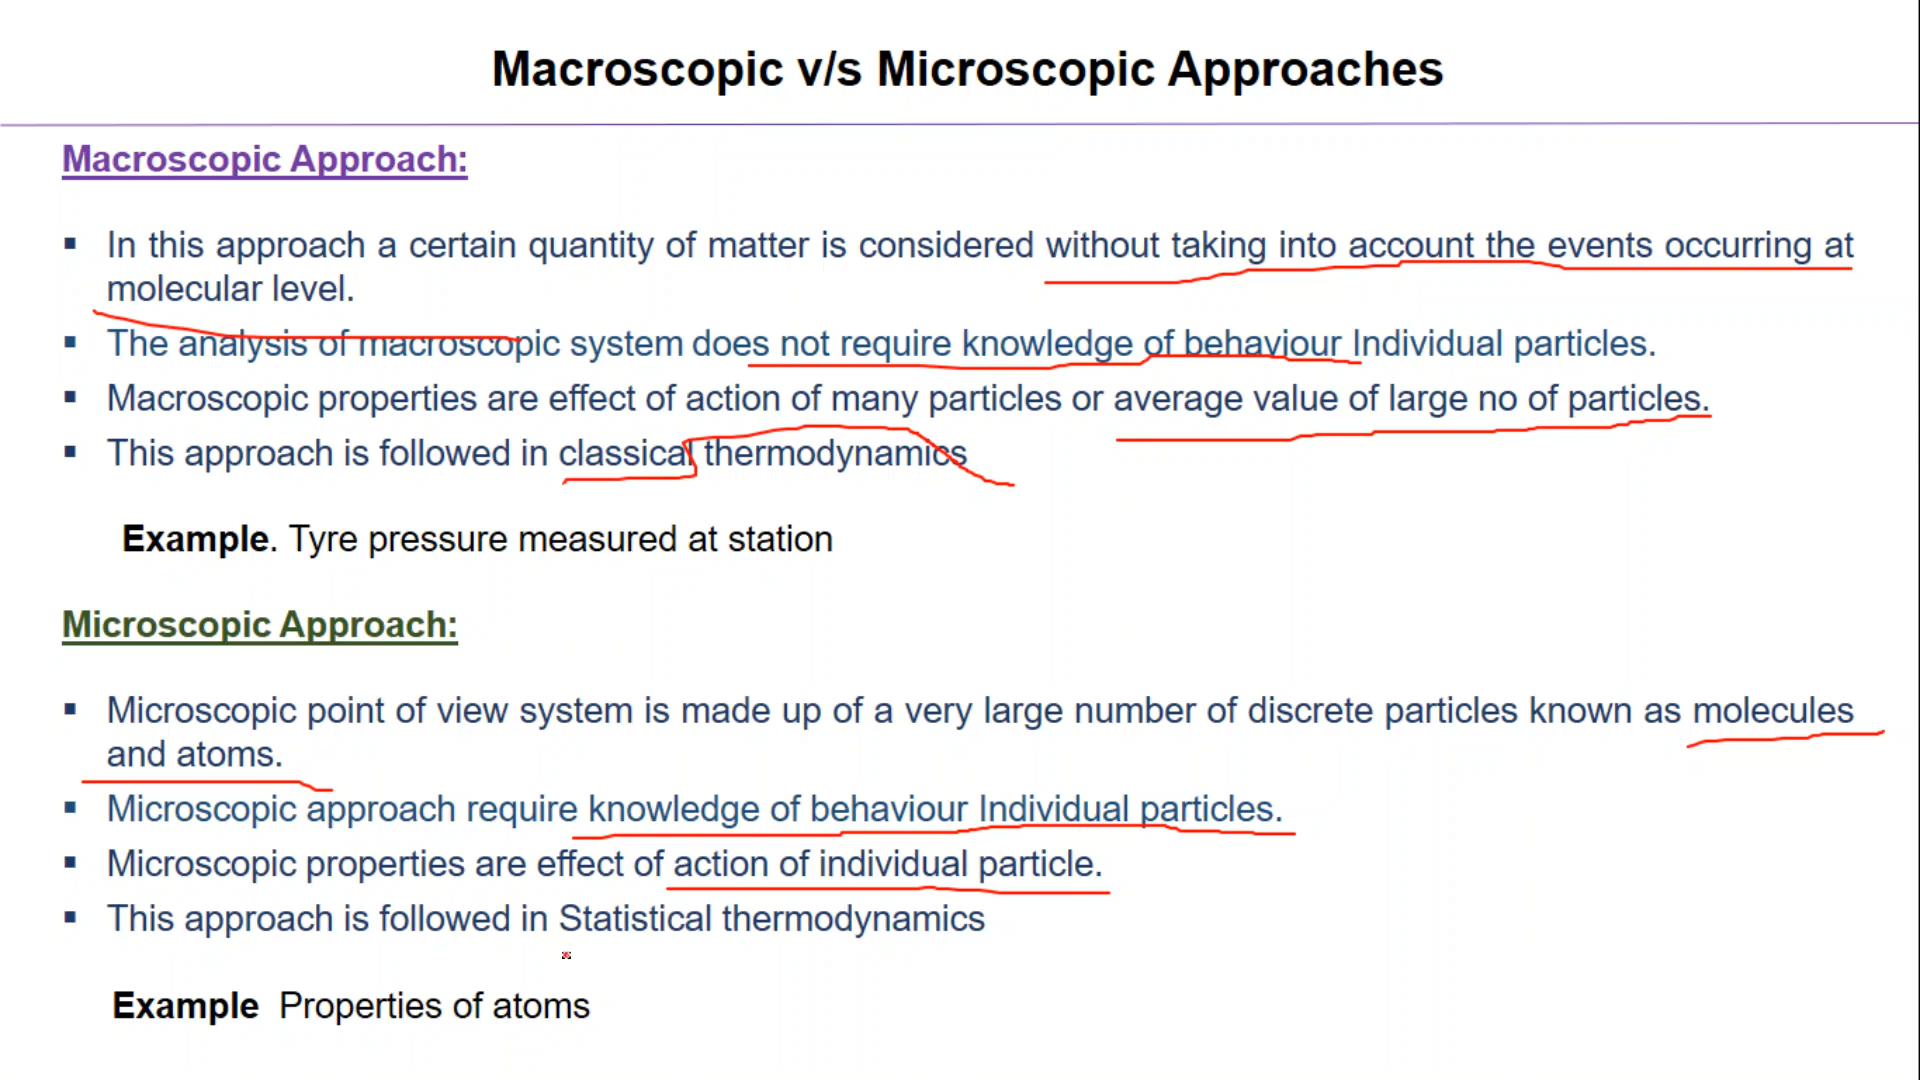 Macroscopic v/s Microscopic Approaches
Macroscopic Approach:
▪ In this approach a certain quantity of matter is considered without taking into account the events occurring at
molecular level.
▪ The analysis of macroscopic system does not require knowledge of behaviour Individual particles.
▪ Macroscopic properties are effect of action of many particles or average value of large no of particles.
▪ This approach is followed in classical thermodynamics
Example. Tyre pressure measured at station
Microscopic Approach:
▪ Microscopic point of view system is made up of a very large number of discrete particles known as molecules
and atoms.
▪ Microscopic approach require knowledge of behaviour Individual particles.
▪ Microscopic properties are effect of action of individual particle.
▪ This approach is followed in Statistical thermodynamics
Example Properties of atoms